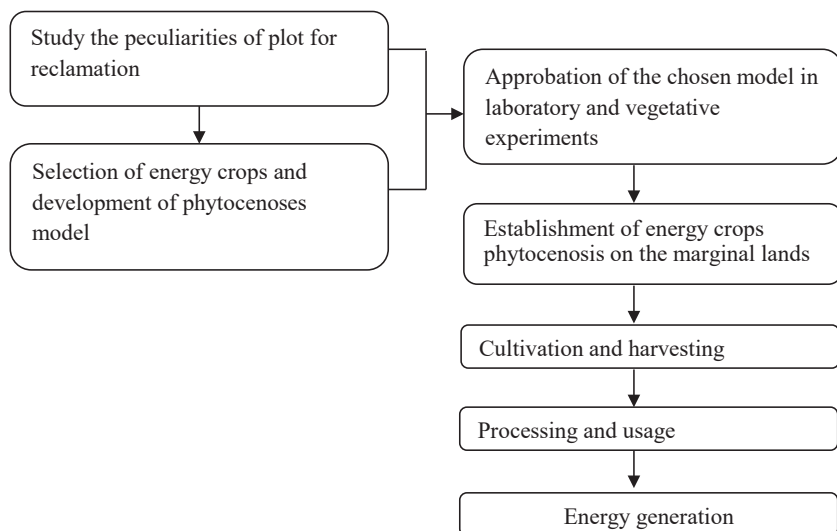 Study the peculiarities of plot for
reclamation
Selection of energy crops and
development of phytocenoses
model
Approbation of the chosen model in
laboratory and vegetative
experiments
Establishment of energy crops
phytocenosis on the marginal lands
Cultivation and harvesting
Processing and usage
Energy generation